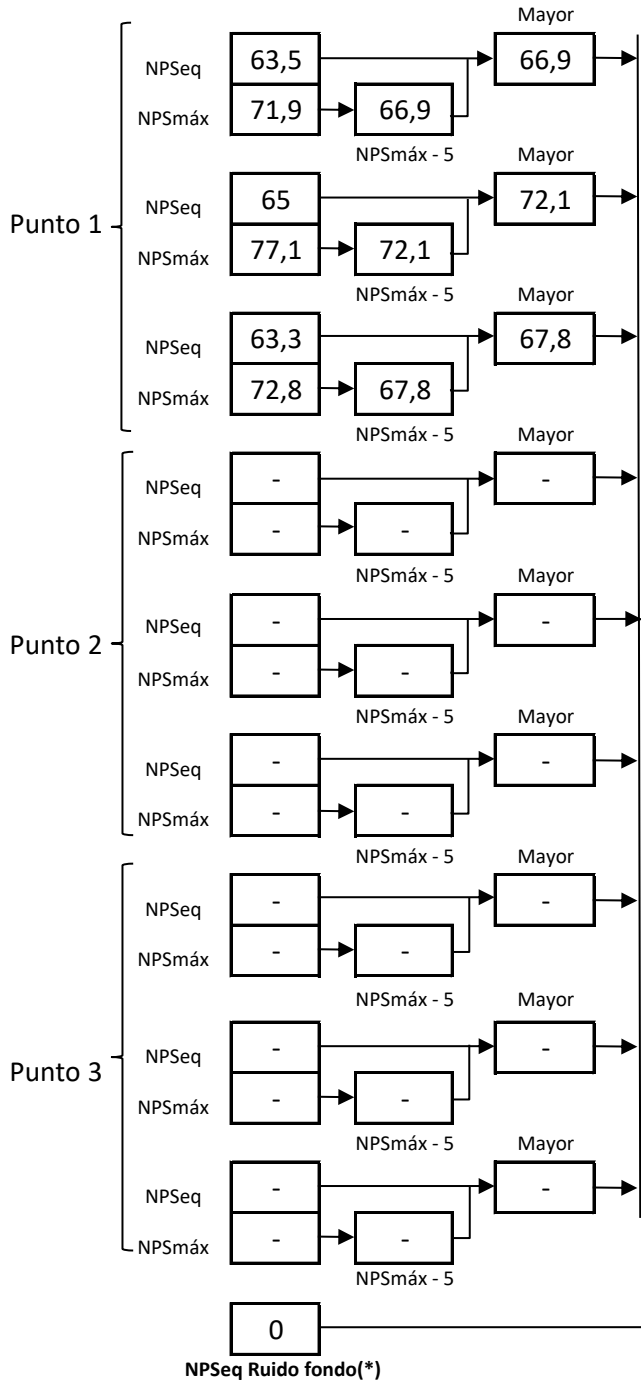 Mayor
NPSeq 63,5 66,9
NPSmáx 71,9 66,9
NPSmáx - 5 Mayor
NPSeq 65 72,1
Punto 1
NPSmáx 77,1 72,1
NPSmáx - 5 Mayor
NPSeq 63,3 67,8
NPSmáx 72,8 67,8
NPSmáx - 5 Mayor
NPSeq - -
NPSmáx - -
NPSmáx - 5 Mayor
NPSeq - -
Punto 2
NPSmáx - -
NPSmáx - 5 Mayor
NPSeq - -
NPSmáx - -
NPSmáx - 5 Mayor
NPSeq - -
NPSmáx - -
NPSmáx - 5 Mayor
NPSeq - -
Punto 3
NPSmáx - -
NPSmáx - 5 Mayor
NPSeq - -
NPSmáx - -
NPSmáx - 5
0
NPSeq Ruido fondo(*)